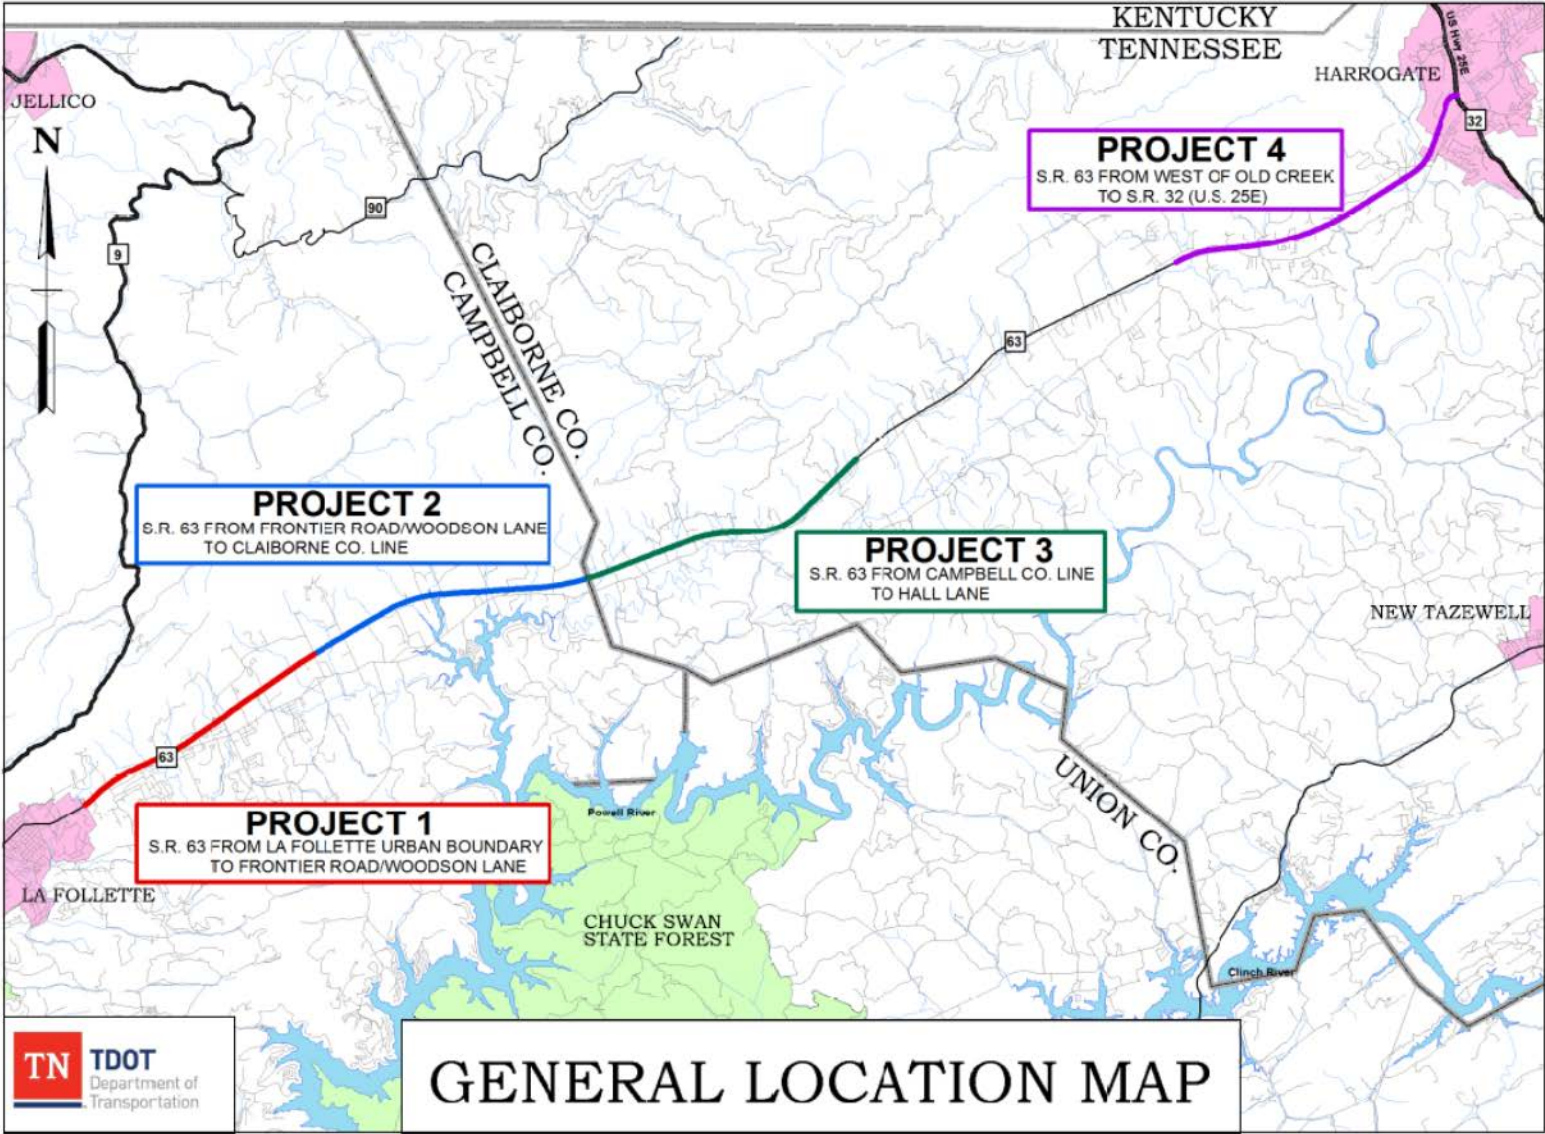 KENTUCKY
TENNESSEE
US Hwy 25E
HARROGATE
JELLICO
N
32
PROJECT 4
S.R. 63 FROM WEST OF OLD CREEK
TO S.R. 32 (U.S. 25E)
90
9
CLAIBORNE CO.
CAMPBELL CO.
63
PROJECT 2
S.R. 63 FROM FRONTIER ROAD/WOODSON LANE
TO CLAIBORNE CO. LINE
PROJECT 3
S.R. 63 FROM CAMPBELL CO. LINE
TO HALL LANE
NEW TAZEWELL
63
UNION CO.
PROJECT 1
S.R. 63 FROM LA FOLLETTE URBAN BOUNDARY
TO FRONTIER ROAD/WOODSON LANE
Powell River
LA FOLLETTE
CHUCK SWAN
STATE FOREST
Clinch River
TN
TDOT
Department of
Transportation
GENERAL LOCATION MAP